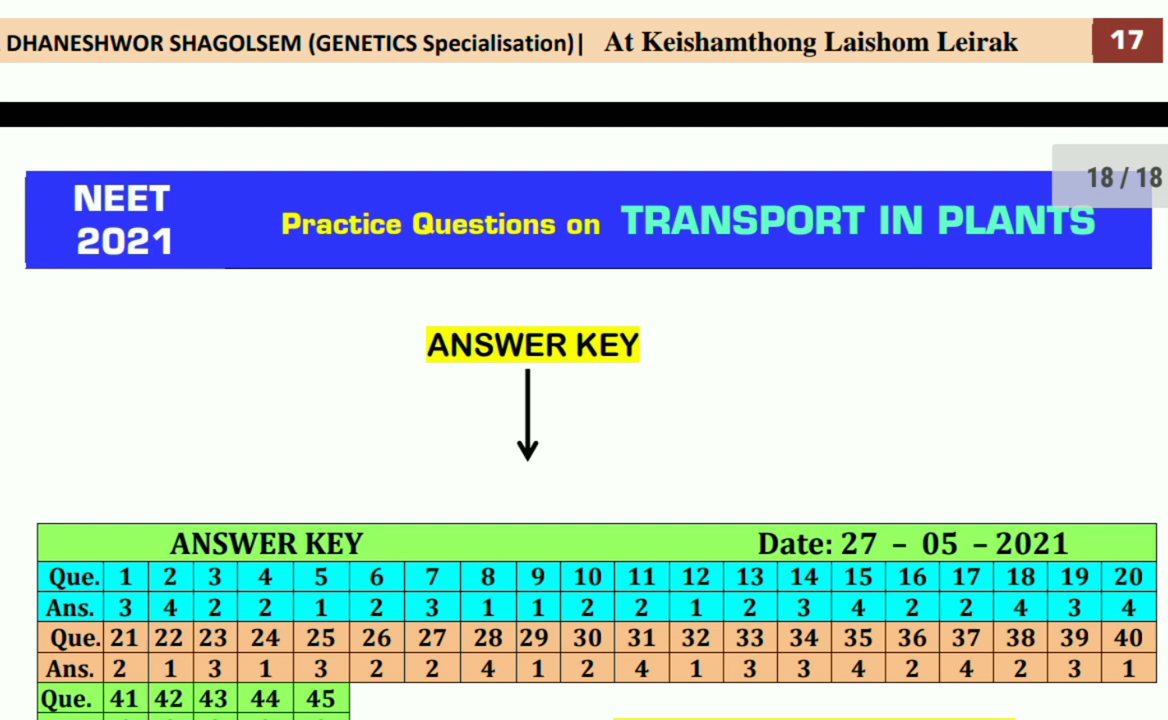 DHANESHWOR SHAGOLSEM (GENETICS Specialisation)| At Keishamthong Laishom Leirak 17
18 / 18
NEET
2021
Practice Questions on TRANSPORT IN PLANTS
ANSWER KEY
ANSWER KEY Date: 27 – 05 – 2021
Que. 1 2 3 4 5 6 7 8 9 10 11 12 13 14 15 16 17 18 19 20
Ans. 3 4 2 2 1 2 3 1 1 2 2 1 2 3 4 2 2 4 3 4
Que. 21 22 23 24 25 26 27 28 29 30 31 32 33 34 35 36 37 38 39 40
Ans. 2 1 3 1 3 2 2 4 1 2 4 1 3 3 4 2 4 2 3 1
Que. 41 42 43 44 45